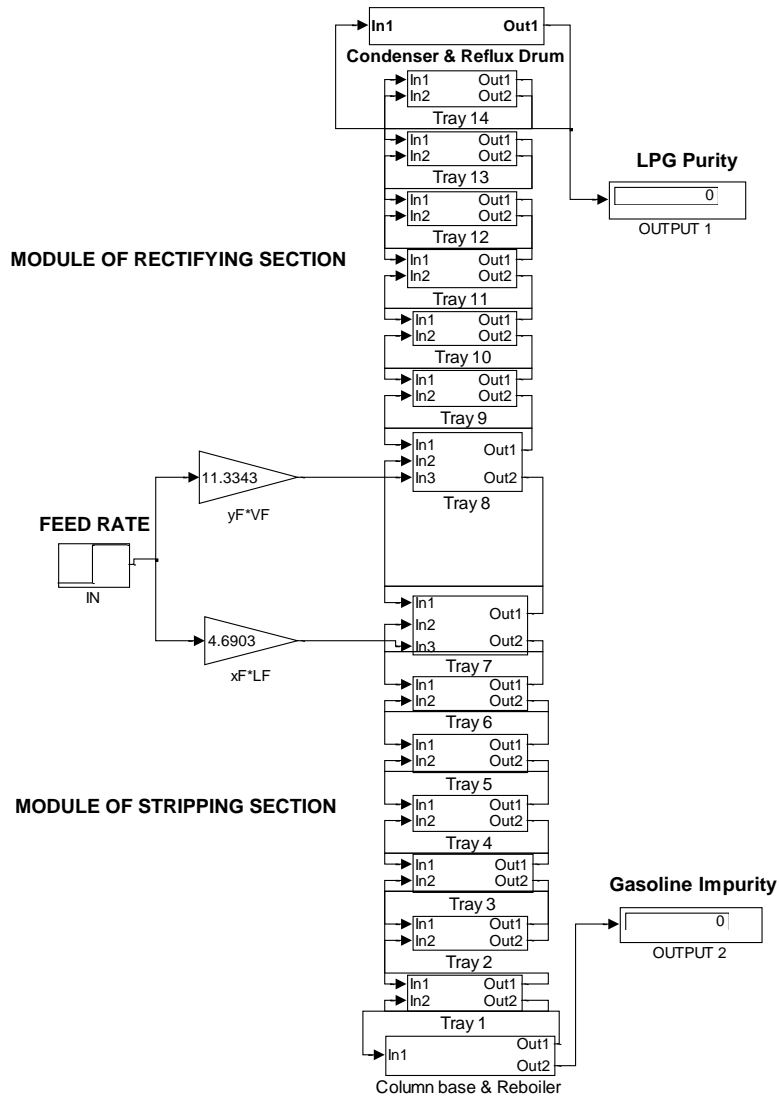 In1 Out1
Condenser & Reflux Drum
In1 Out1
In2 Out2
Tray 14
In1 Out1
In2 Out2
Tray 13
LPG Purity
0
OUTPUT 1
In1 Out1
In2 Out2
Tray 12
MODULE OF RECTIFYING SECTION
In1 Out1
In2 Out2
Tray 11
In1 Out1
In2 Out2
Tray 10
In1 Out1
In2 Out2
Tray 9
In1 Out1
In2
In3 Out2
Tray 8
11.3343
yF*VF
FEED RATE
IN
4.6903
xF*LF
In1 Out1
In2
In3 Out2
Tray 7
In1 Out1
In2 Out2
Tray 6
In1 Out1
In2 Out2
Tray 5
MODULE OF STRIPPING SECTION
In1 Out1
In2 Out2
Tray 4
In1 Out1
In2 Out2
Tray 3
Gasoline Impurity
0
OUTPUT 2
In1 Out1
In2 Out2
Tray 2
In1 Out1
In2 Out2
Tray 1
In1 Out1
Out2
Column base & Reboiler